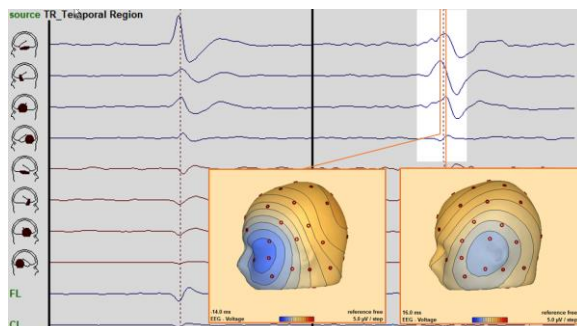 source TR_Temporal Region
FL
CL
-14.0 ms
reference free
EEG - Voltage
5.0 µV / step
16.0 ms
reference free
EEG - Voltage
5.0 µV / step